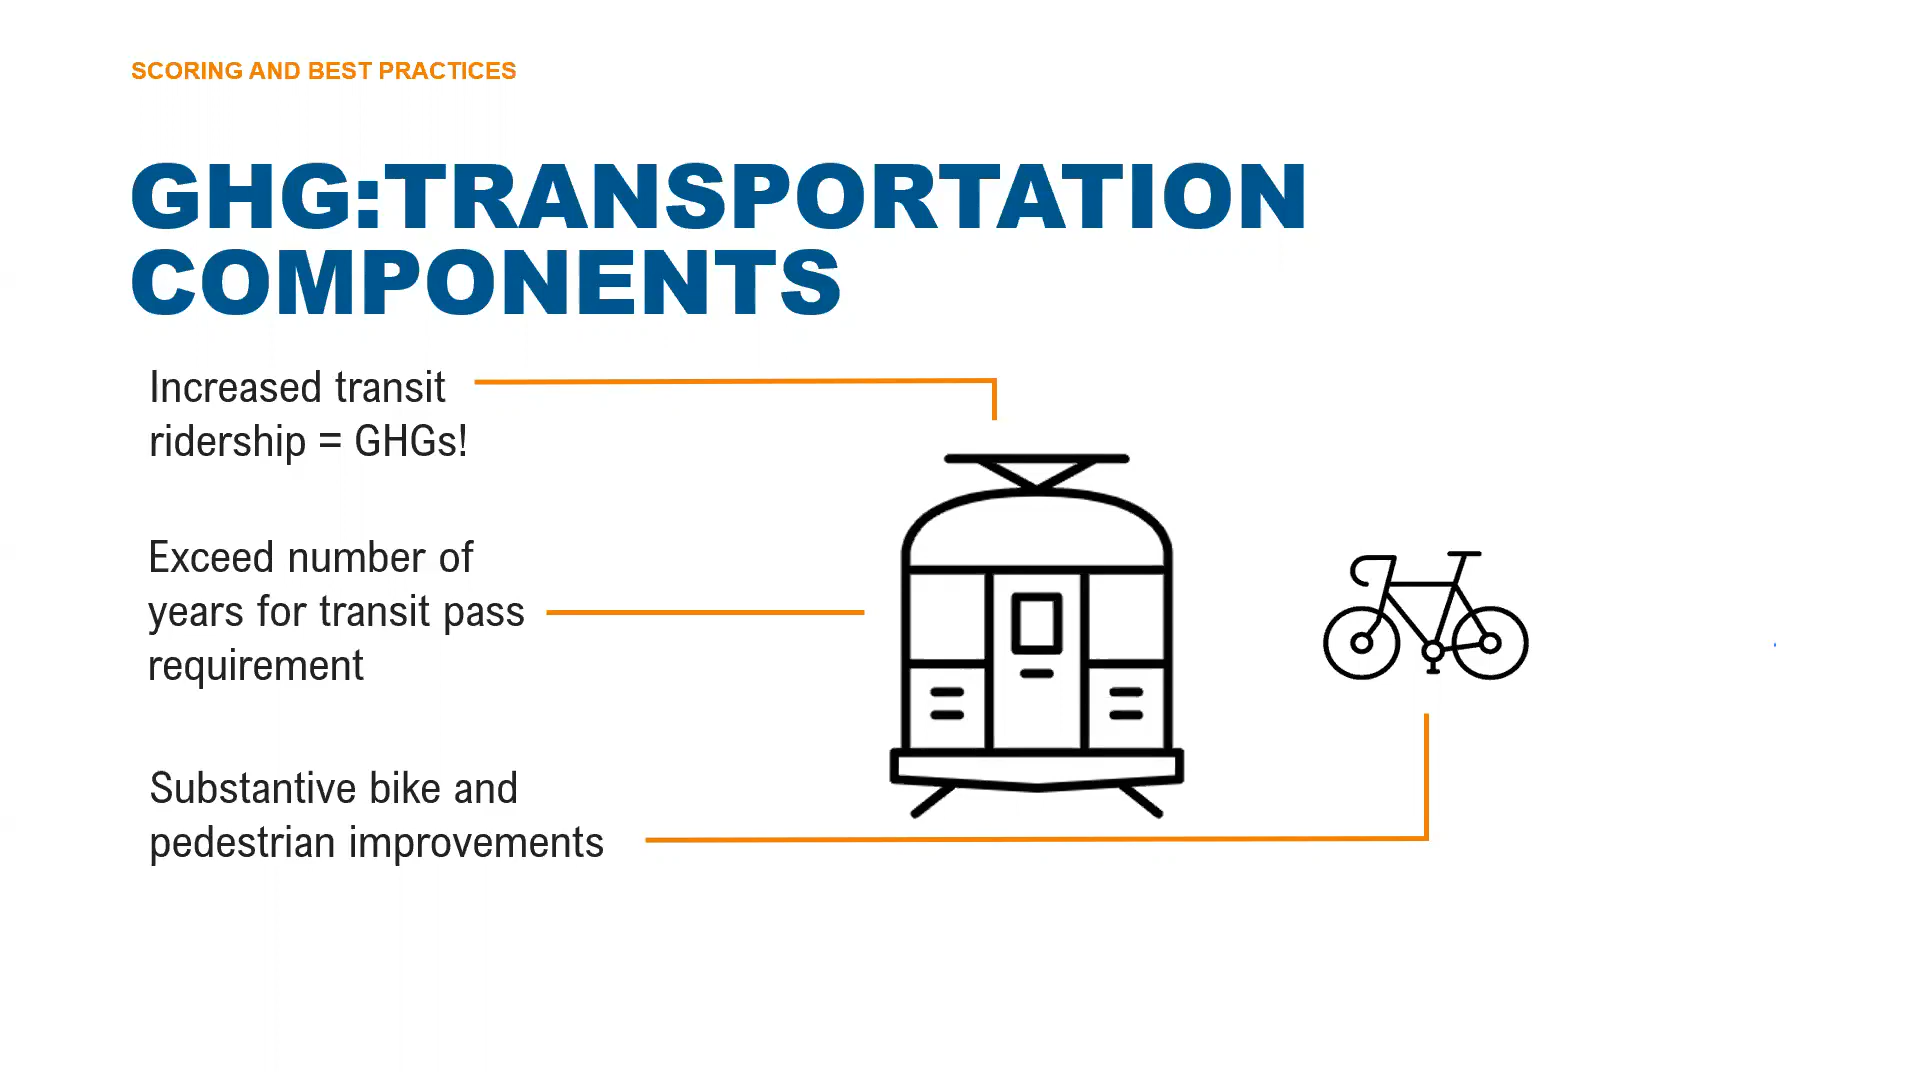 SCORING AND BEST PRACTICES
GHG:TRANSPORTATION
COMPONENTS
Increased transit
ridership = GHGs!
Exceed number of
years for transit pass
requirement
Substantive bike and
pedestrian improvements